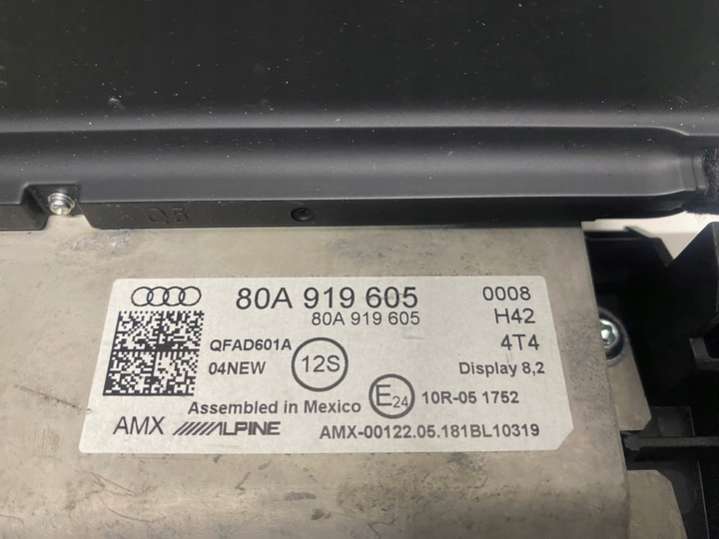 80A 919 605
80A 919 605
0008
H42
4T4
Display 8,2
QFAD601A
04NEW
12S
E24
10R-05 1752
Assembled in Mexico
AMX ALPINE
AMX-00122.05.181BL10319